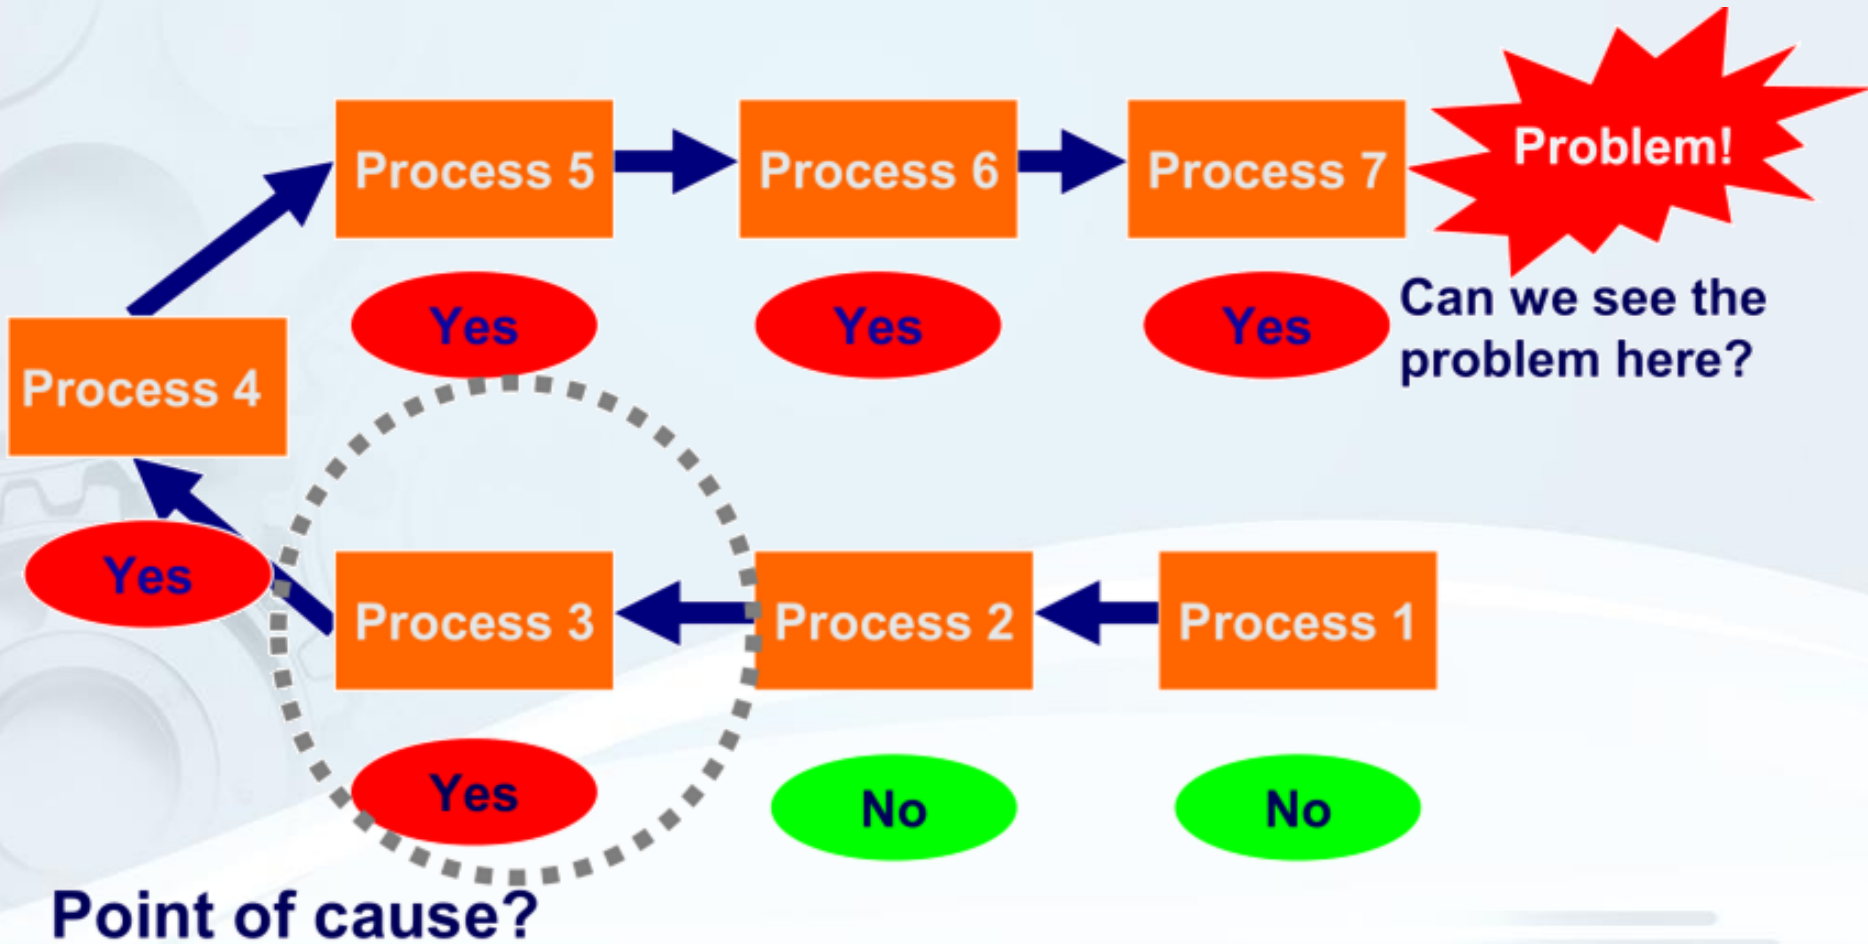 Process 5
Process 6
Process 7
Problem!
Yes
Yes
Yes
Can we see the
problem here?
Process 4
Yes
Process 3
Process 2
Process 1
Yes
No
No
Point of cause?